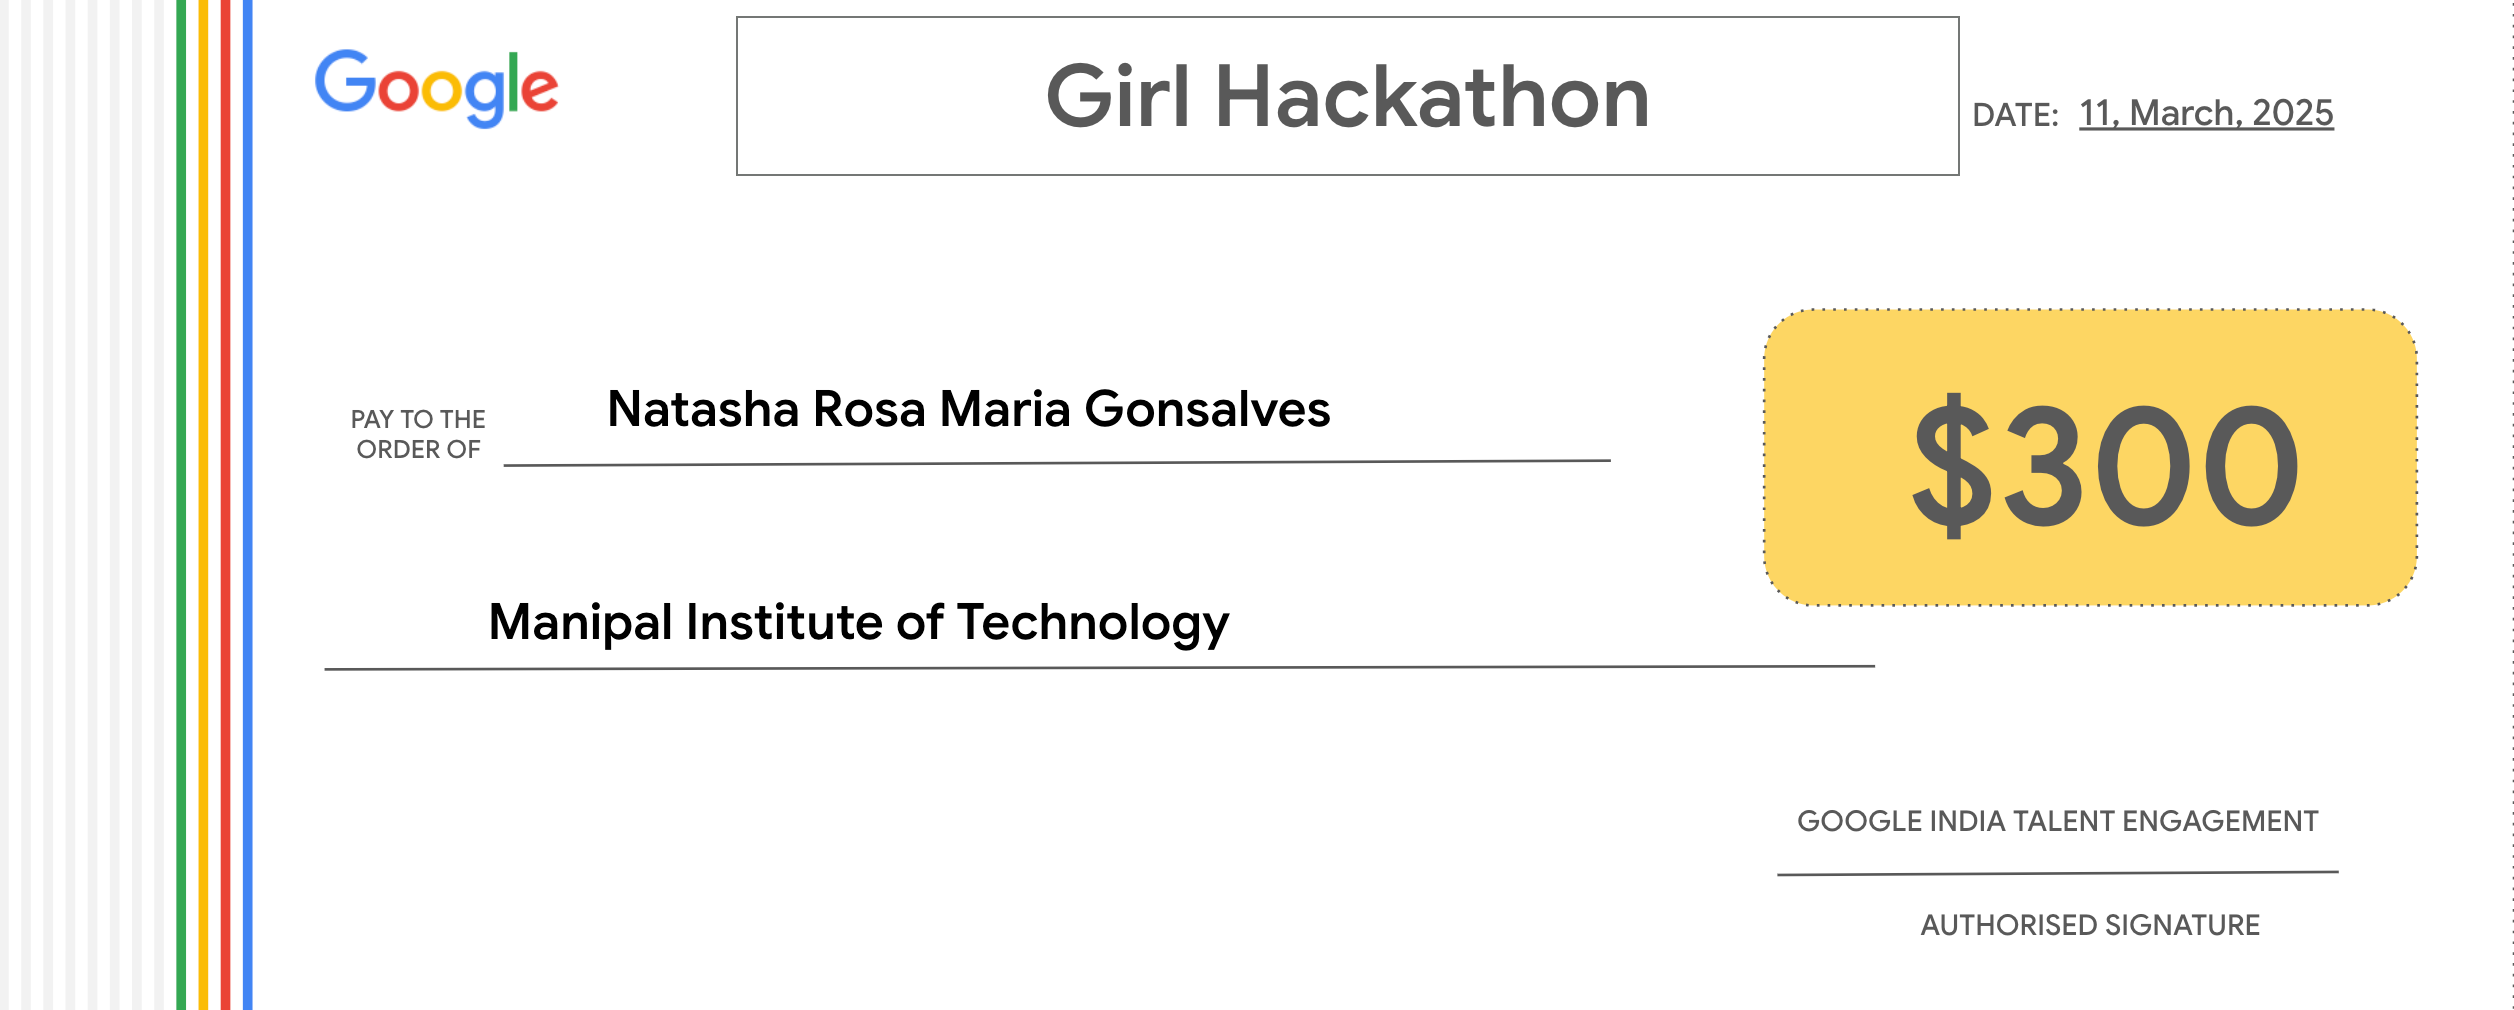 Google
Girl Hackathon
DATE: 11, March, 2025
PAY TO THE
ORDER OF
Natasha Rosa Maria Gonsalves
$300
Manipal Institute of Technology
GOOGLE INDIA TALENT ENGAGEMENT
AUTHORISED SIGNATURE